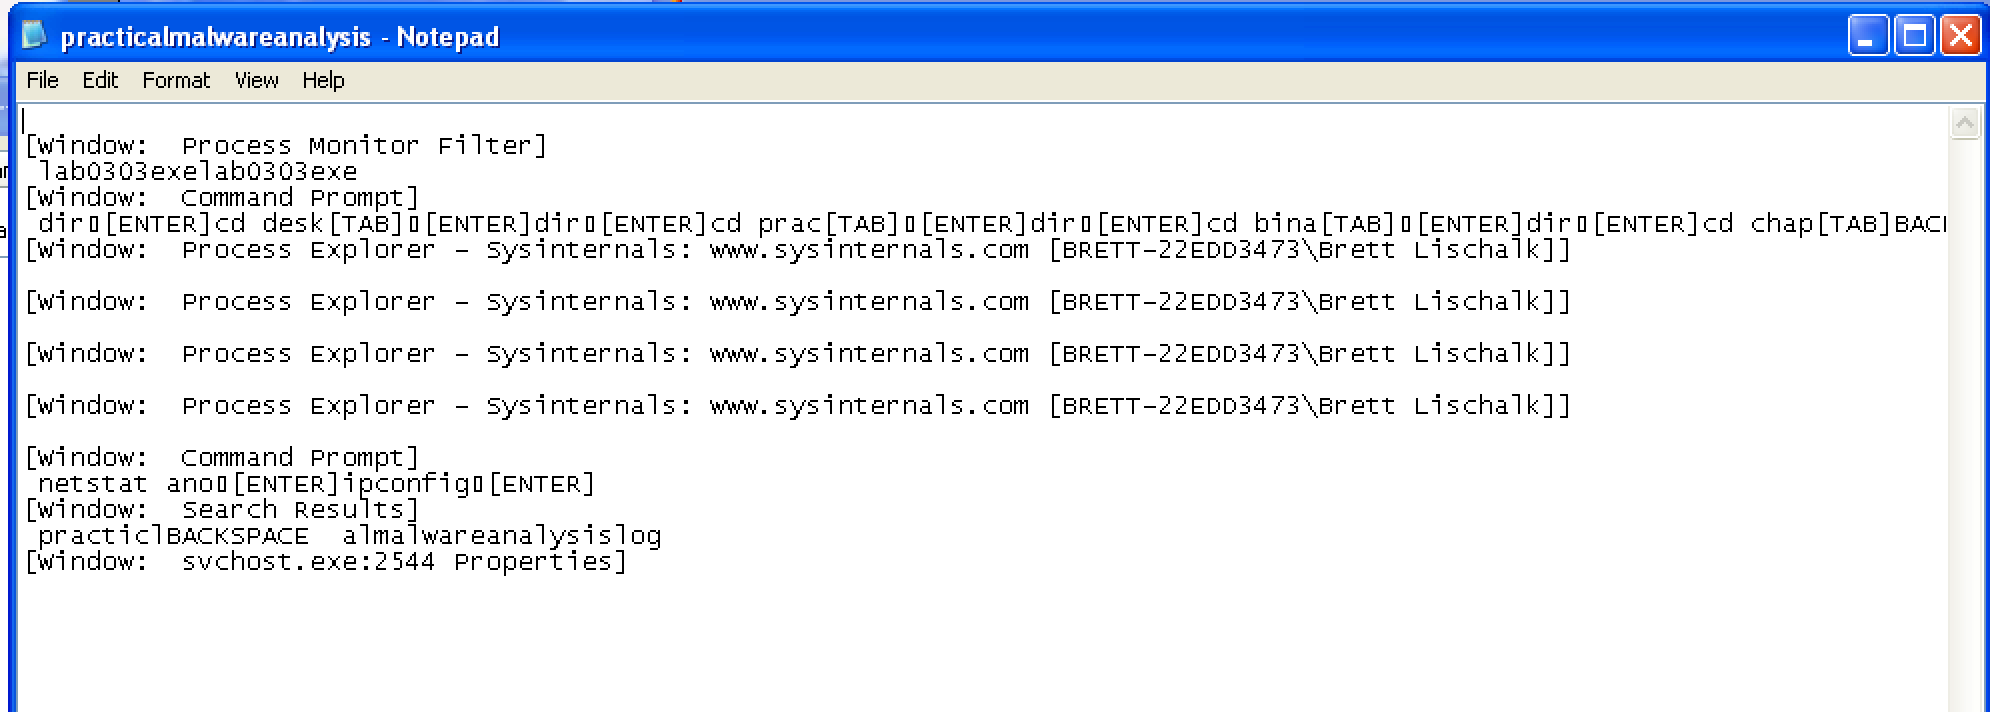 practicalmalwareanalysis - Notepad
File Edit Format View Help
[Window:  Process Monitor Filter]
lab0303exelab0303exe
[Window:  Command Prompt]
dir▯[ENTER]cd desk[TAB]▯[ENTER]dir▯[ENTER]cd prac[TAB]▯[ENTER]dir▯[ENTER]cd bina[TAB]▯[ENTER]dir▯[ENTER]cd chap[TAB]BACK
[Window:  Process Explorer - Sysinternals: www.sysinternals.com [BRETT-22EDD3473\Brett Lischalk]]
[Window:  Process Explorer - Sysinternals: www.sysinternals.com [BRETT-22EDD3473\Brett Lischalk]]
[Window:  Process Explorer - Sysinternals: www.sysinternals.com [BRETT-22EDD3473\Brett Lischalk]]
[Window:  Process Explorer - Sysinternals: www.sysinternals.com [BRETT-22EDD3473\Brett Lischalk]]
[Window:  Command Prompt]
netstat ano▯[ENTER]ipconfig▯[ENTER]
[Window:  Search Results]
practiclBACKSPACE  almalwareanalysislog
[Window:  svchost.exe:2544 Properties]